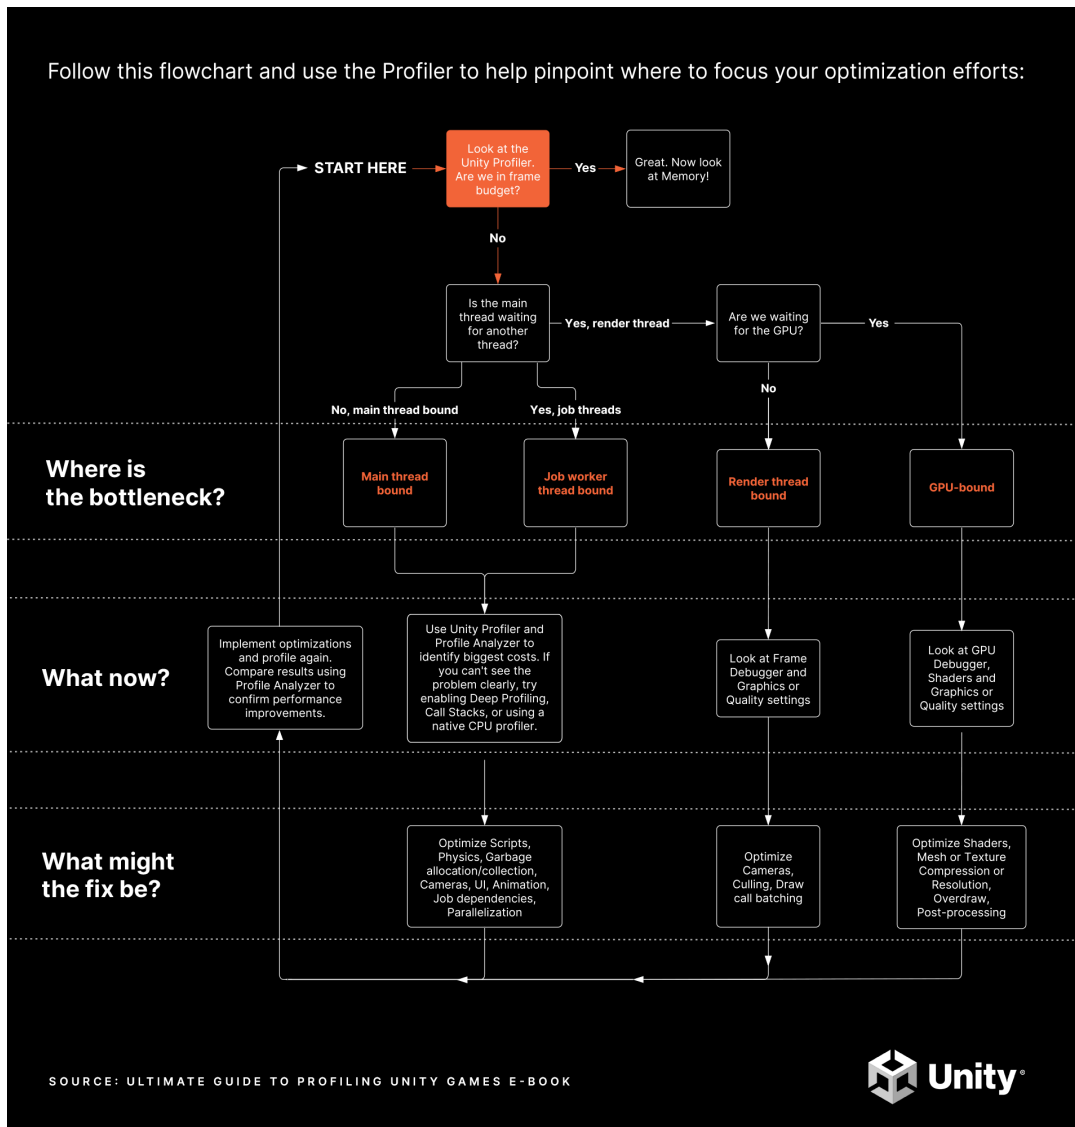 Follow this flowchart and use the Profiler to help pinpoint where to focus your optimization efforts:
START HERE
Look at the
Unity Profiler.
Are we in frame
budget?
Yes
Great. Now look
at Memory!
No
Is the main
thread waiting
for another
thread?
Yes, render thread
Are we waiting
for the GPU?
Yes
No
No, main thread bound
Yes, job threads
Where is
the bottleneck?
Main thread
bound
Job worker
thread bound
Render thread
bound
GPU-bound
What now?
Implement optimizations
and profile again.
Compare results using
Profile Analyzer to
confirm performance
improvements.
Use Unity Profiler and
Profile Analyzer to
identify biggest costs. If
you can't see the
problem clearly, try
enabling Deep Profiling,
Call Stacks, or using a
native CPU profiler.
Look at Frame
Debugger and
Graphics or
Quality settings
Look at GPU
Debugger,
Shaders and
Graphics or
Quality settings
What might
the fix be?
Optimize Scripts,
Physics, Garbage
allocation/collection,
Cameras, UI, Animation,
Job dependencies,
Parallelization
Optimize
Cameras,
Culling, Draw
call batching
Optimize Shaders,
Mesh or Texture
Compression or
Resolution,
Overdraw,
Post-processing
SOURCE: ULTIMATE GUIDE TO PROFILING UNITY GAMES E-BOOK
Unity®